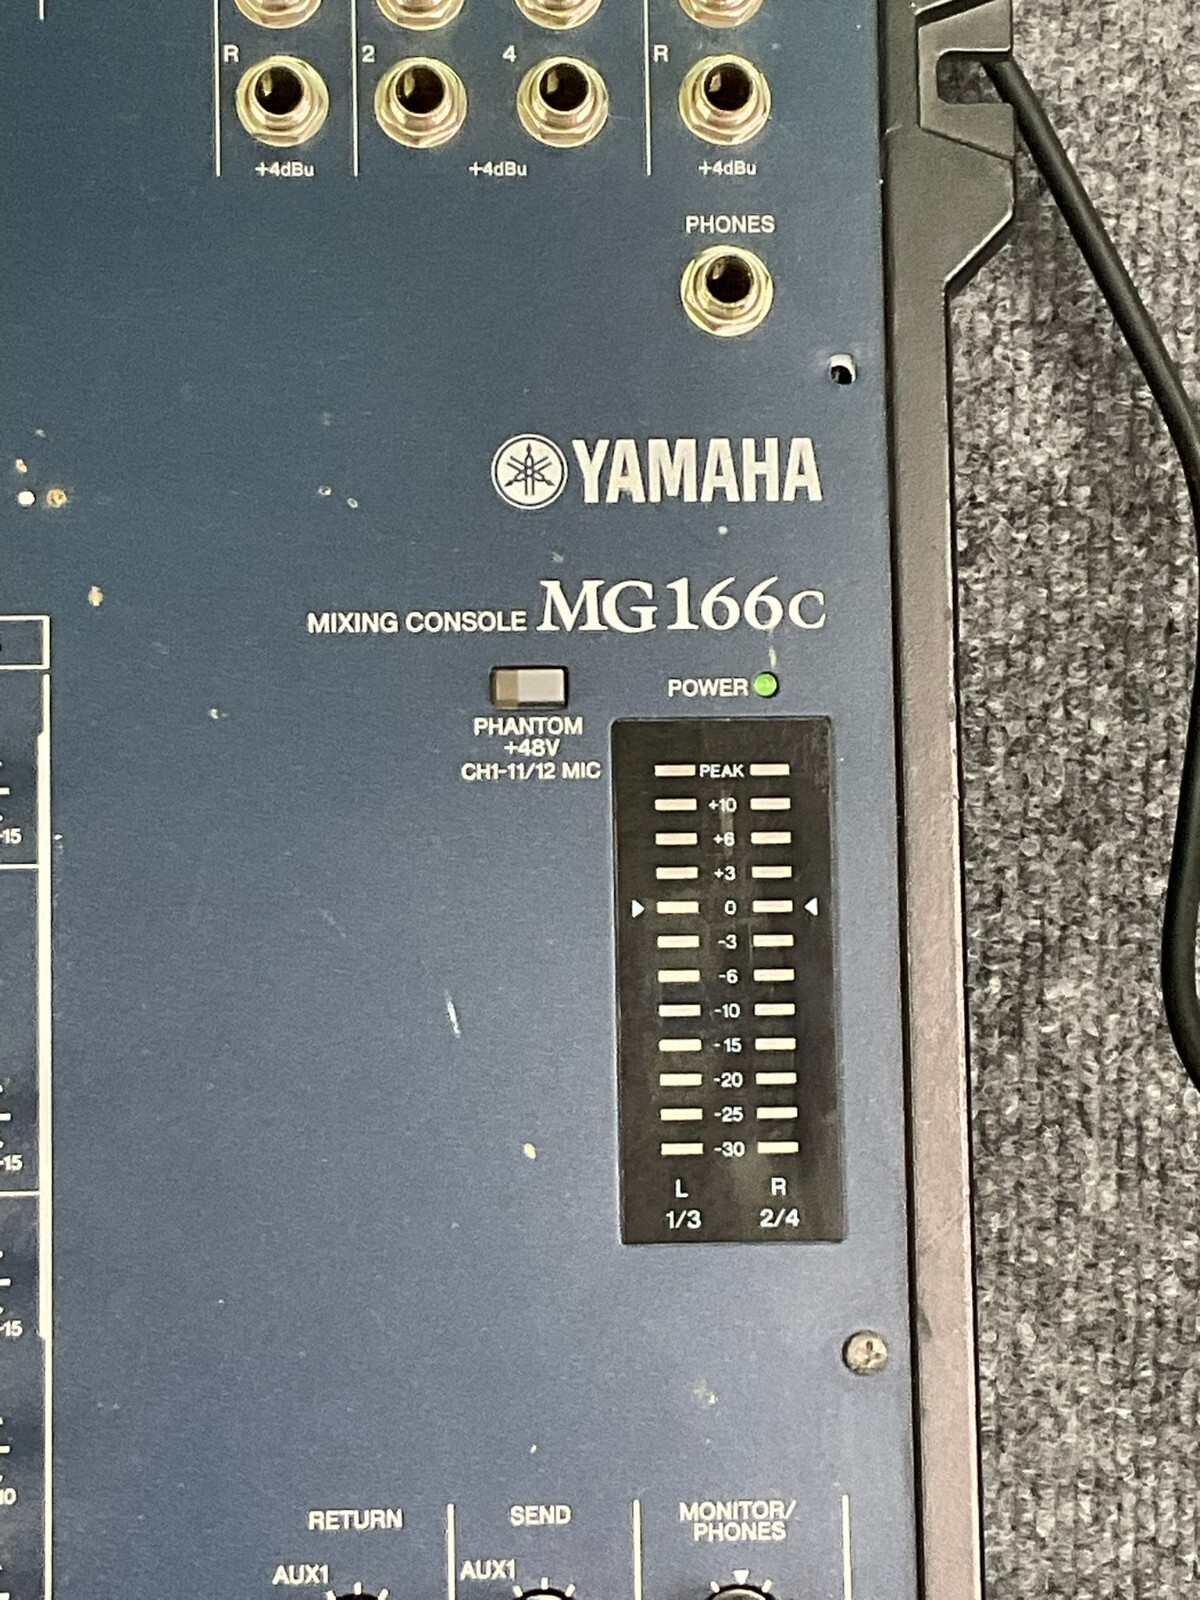 R 2 4 R
+4dBu +4dBu +4dBu
PHONES
YAMAHA
MIXING CONSOLE MG166C
POWER
PHANTOM
+48V
CH1-11/12 MIC
PEAK
+10
+6
+3
0
-3
-6
-10
-15
-20
-25
-30
L R
1/3 2/4
-15
-15
-15
RETURN SEND MONITOR/
PHONES
AUX1 AUX1